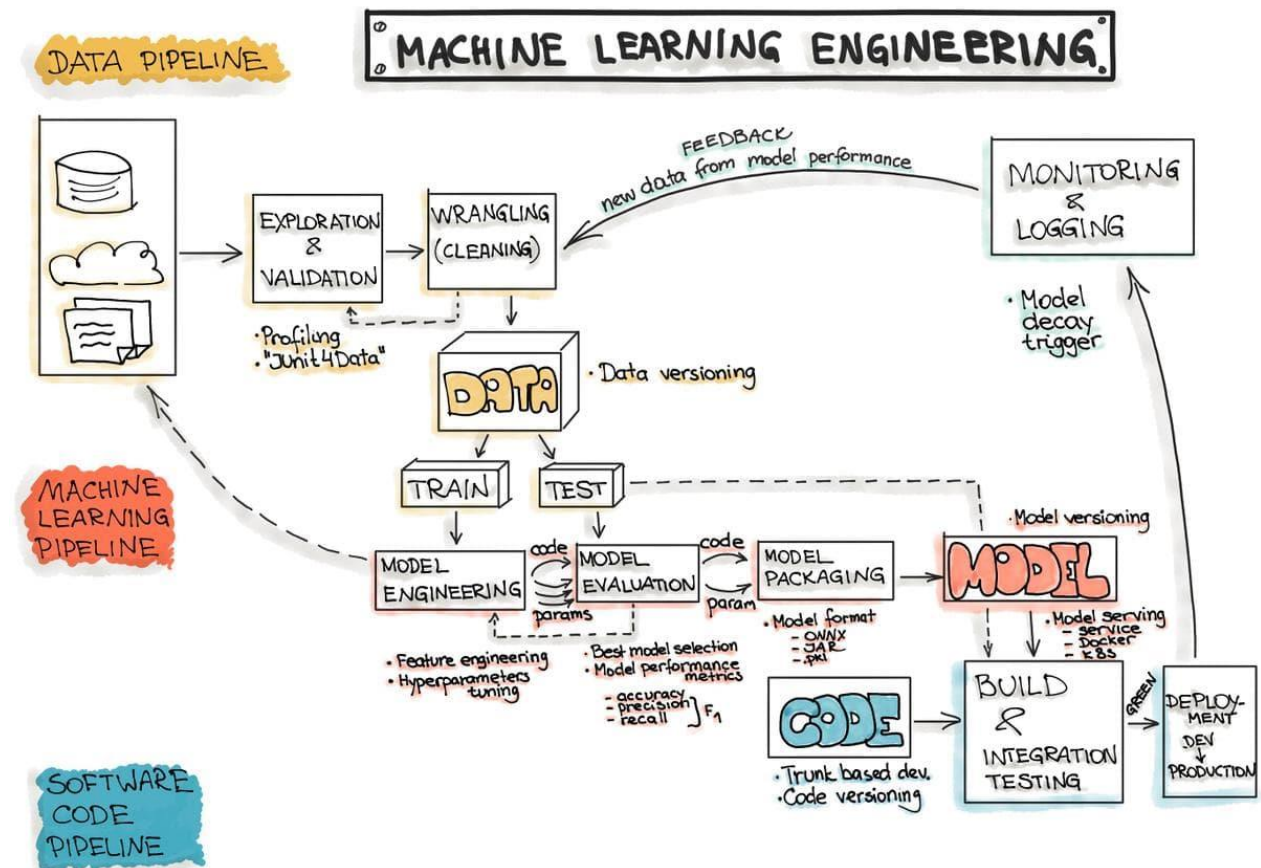 DATA PIPELINE
MACHINE LEARNING ENGINEERING
FEEDBACK
new data from model performance
MONITORING
&
LOGGING
• Model
decay
trigger
EXPLORATION
&
VALIDATION
• Profiling
• "JUnit4Data"
WRANGLING
(CLEANING)
DATA
• Data versioning
TRAIN
TEST
MACHINE
LEARNING
PIPELINE
MODEL
ENGINEERING
• Feature engineering
• Hyperparameters
tuning
code
params
MODEL
EVALUATION
• Best model selection
• Model performance
metrics
- accuracy
- precision
- recall
} F1
code
param
MODEL
PACKAGING
• Model format
- ONNX
- JAR
- .pkl
• Model versioning
MODEL
• Model serving
- service
- Docker
- K8S
SOFTWARE
CODE
PIPELINE
CODE
• Trunk based dev.
• Code versioning
BUILD
&
INTEGRATION
TESTING
GREEN
DEPLOY-
MENT
DEV
↓
PRODUCTION